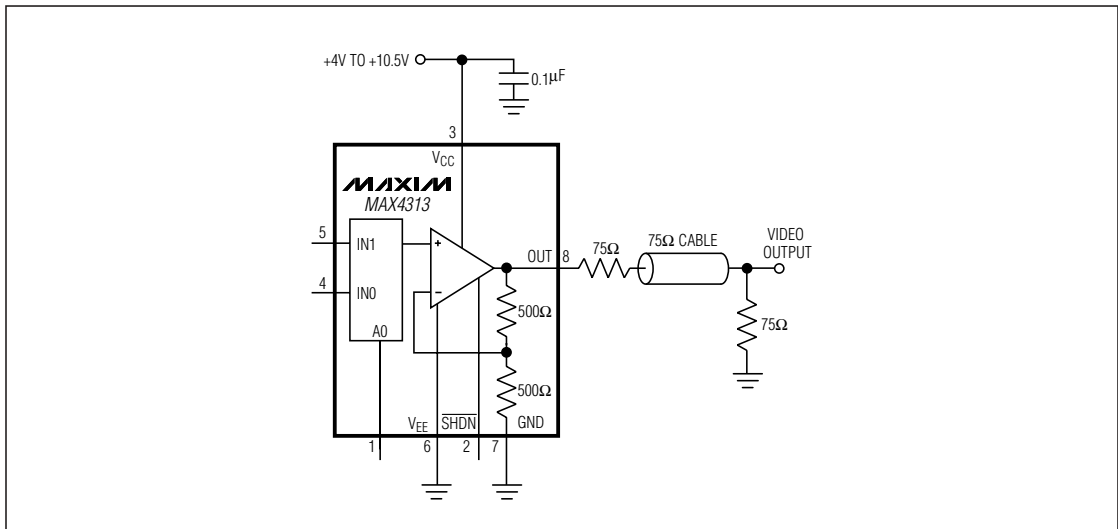 +4V TO +10.5V
0.1µF
3
VCC
MAXIM
MAX4313
5
IN1
4
IN0
A0
OUT
8
75Ω
75Ω CABLE
VIDEO
OUTPUT
500Ω
75Ω
500Ω
VEE
SHDN
GND
1
6
2
7
+
−